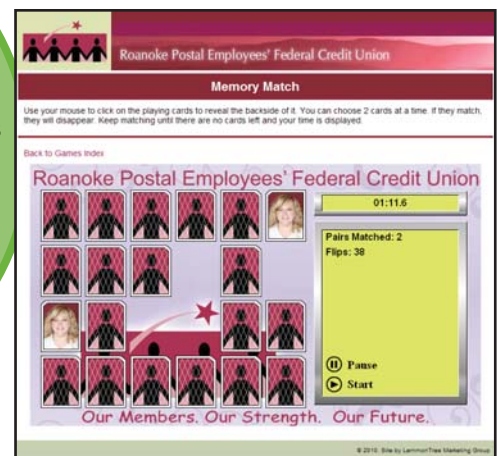 Roanoke Postal Employees' Federal Credit Union
Memory Match
Use your mouse to click on the playing cards to reveal the backside of it. You can choose 2 cards at a time. If they match,
they will disappear. Keep matching until there are no cards left and your time is displayed.
Back to Games Index
Roanoke Postal Employees' Federal Credit Union
01:11.6
Pairs Matched: 2
Flips: 38
Pause
Start
Our Members. Our Strength. Our Future.
© 2010. Site by LemmonTree Marketing Group